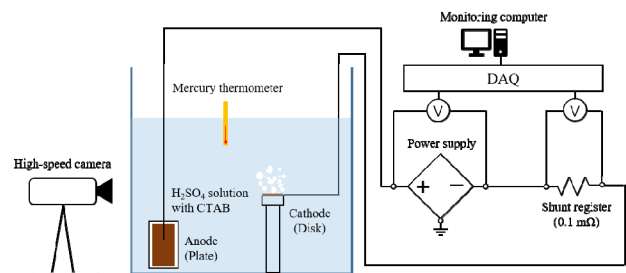 Monitoring computer
DAQ
Mercury thermometer
V
V
Power supply
High-speed camera
H₂SO₄ solution
with CTAB
Cathode
(Disk)
+
−
Shunt register
(0.1 mΩ)
Anode
(Plate)